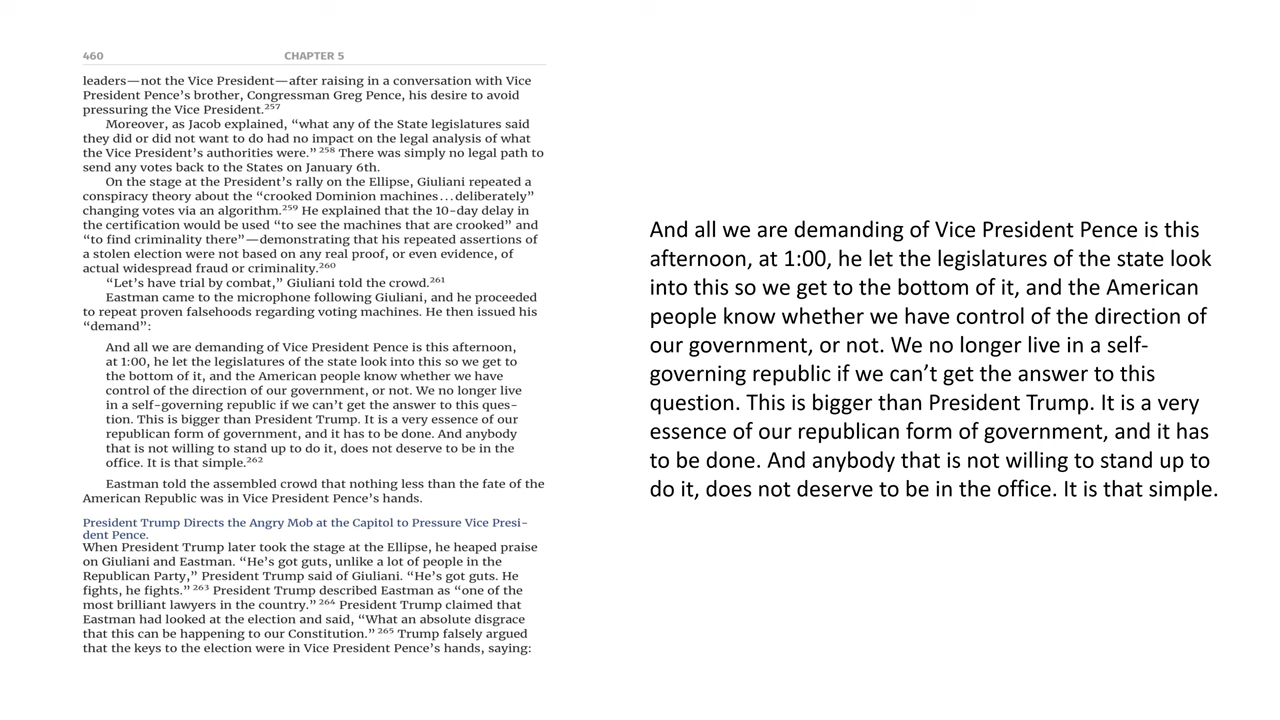 460
CHAPTER 5
leaders—not the Vice President—after raising in a conversation with Vice
President Pence’s brother, Congressman Greg Pence, his desire to avoid
pressuring the Vice President.257
Moreover, as Jacob explained, “what any of the State legislatures said
they did or did not want to do had no impact on the legal analysis of what
the Vice President’s authorities were.” 258 There was simply no legal path to
send any votes back to the States on January 6th.
On the stage at the President’s rally on the Ellipse, Giuliani repeated a
conspiracy theory about the “crooked Dominion machines . . . deliberately”
changing votes via an algorithm.259 He explained that the 10-day delay in
the certification would be used “to see the machines that are crooked” and
“to find criminality there”—demonstrating that his repeated assertions of
a stolen election were not based on any real proof, or even evidence, of
actual widespread fraud or criminality.260
“Let’s have trial by combat,” Giuliani told the crowd.261
Eastman came to the microphone following Giuliani, and he proceeded
to repeat proven falsehoods regarding voting machines. He then issued his
“demand”:
And all we are demanding of Vice President Pence is this afternoon,
at 1:00, he let the legislatures of the state look into this so we get to
the bottom of it, and the American people know whether we have
control of the direction of our government, or not. We no longer live
in a self-governing republic if we can’t get the answer to this ques-
tion. This is bigger than President Trump. It is a very essence of our
republican form of government, and it has to be done. And anybody
that is not willing to stand up to do it, does not deserve to be in the
office. It is that simple.262
Eastman told the assembled crowd that nothing less than the fate of the
American Republic was in Vice President Pence’s hands.
President Trump Directs the Angry Mob at the Capitol to Pressure Vice Presi-
dent Pence.
When President Trump later took the stage at the Ellipse, he heaped praise
on Giuliani and Eastman. “He’s got guts, unlike a lot of people in the
Republican Party,” President Trump said of Giuliani. “He’s got guts. He
fights, he fights.” 263 President Trump described Eastman as “one of the
most brilliant lawyers in the country.” 264 President Trump claimed that
Eastman had looked at the election and said, “What an absolute disgrace
that this can be happening to our Constitution.” 265 Trump falsely argued
that the keys to the election were in Vice President Pence’s hands, saying:
And all we are demanding of Vice President Pence is this
afternoon, at 1:00, he let the legislatures of the state look
into this so we get to the bottom of it, and the American
people know whether we have control of the direction of
our government, or not. We no longer live in a self-
governing republic if we can’t get the answer to this
question. This is bigger than President Trump. It is a very
essence of our republican form of government, and it has
to be done. And anybody that is not willing to stand up to
do it, does not deserve to be in the office. It is that simple.